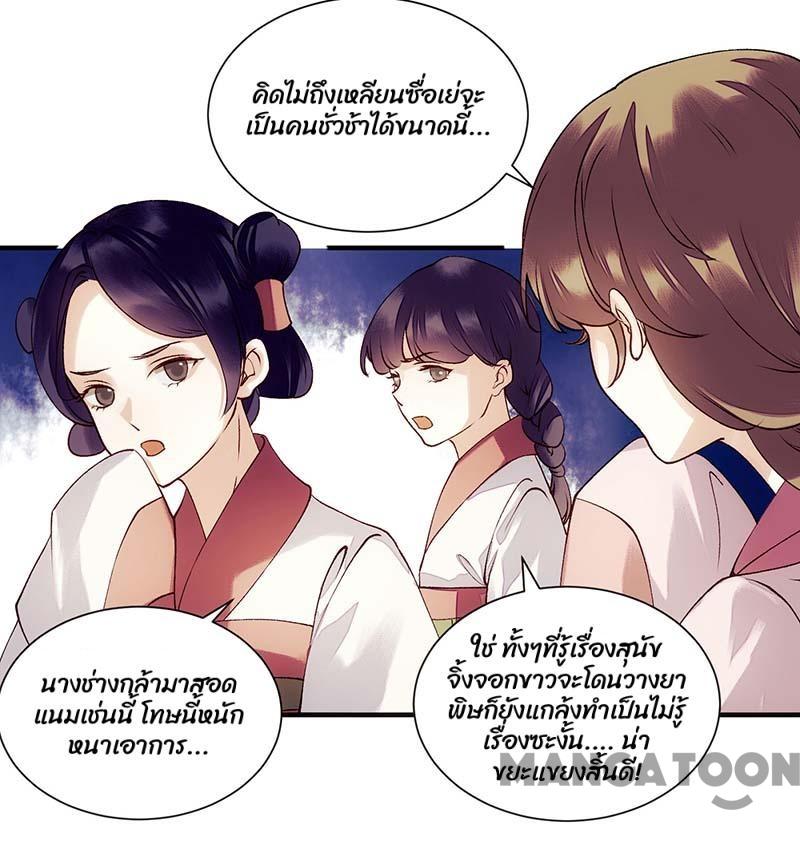 คิดไม่ถึงเหลียนซื่อเย่จะ
เป็นคนชั่วช้าได้ขนาดนี้...
นางช่างกล้ามาสอด
แนมเช่นนี้ โทษนี้หนัก
หนาเอาการ...
ใช่ ทั้งๆที่รู้เรื่องสุนัข
จิ้งจอกขาวจะโดนวางยา
พิษก็ยังแกล้งทำเป็นไม่รู้
เรื่องซะงั้น.... น่า
ขยะแขยงสิ้นดี!
MANGATOON